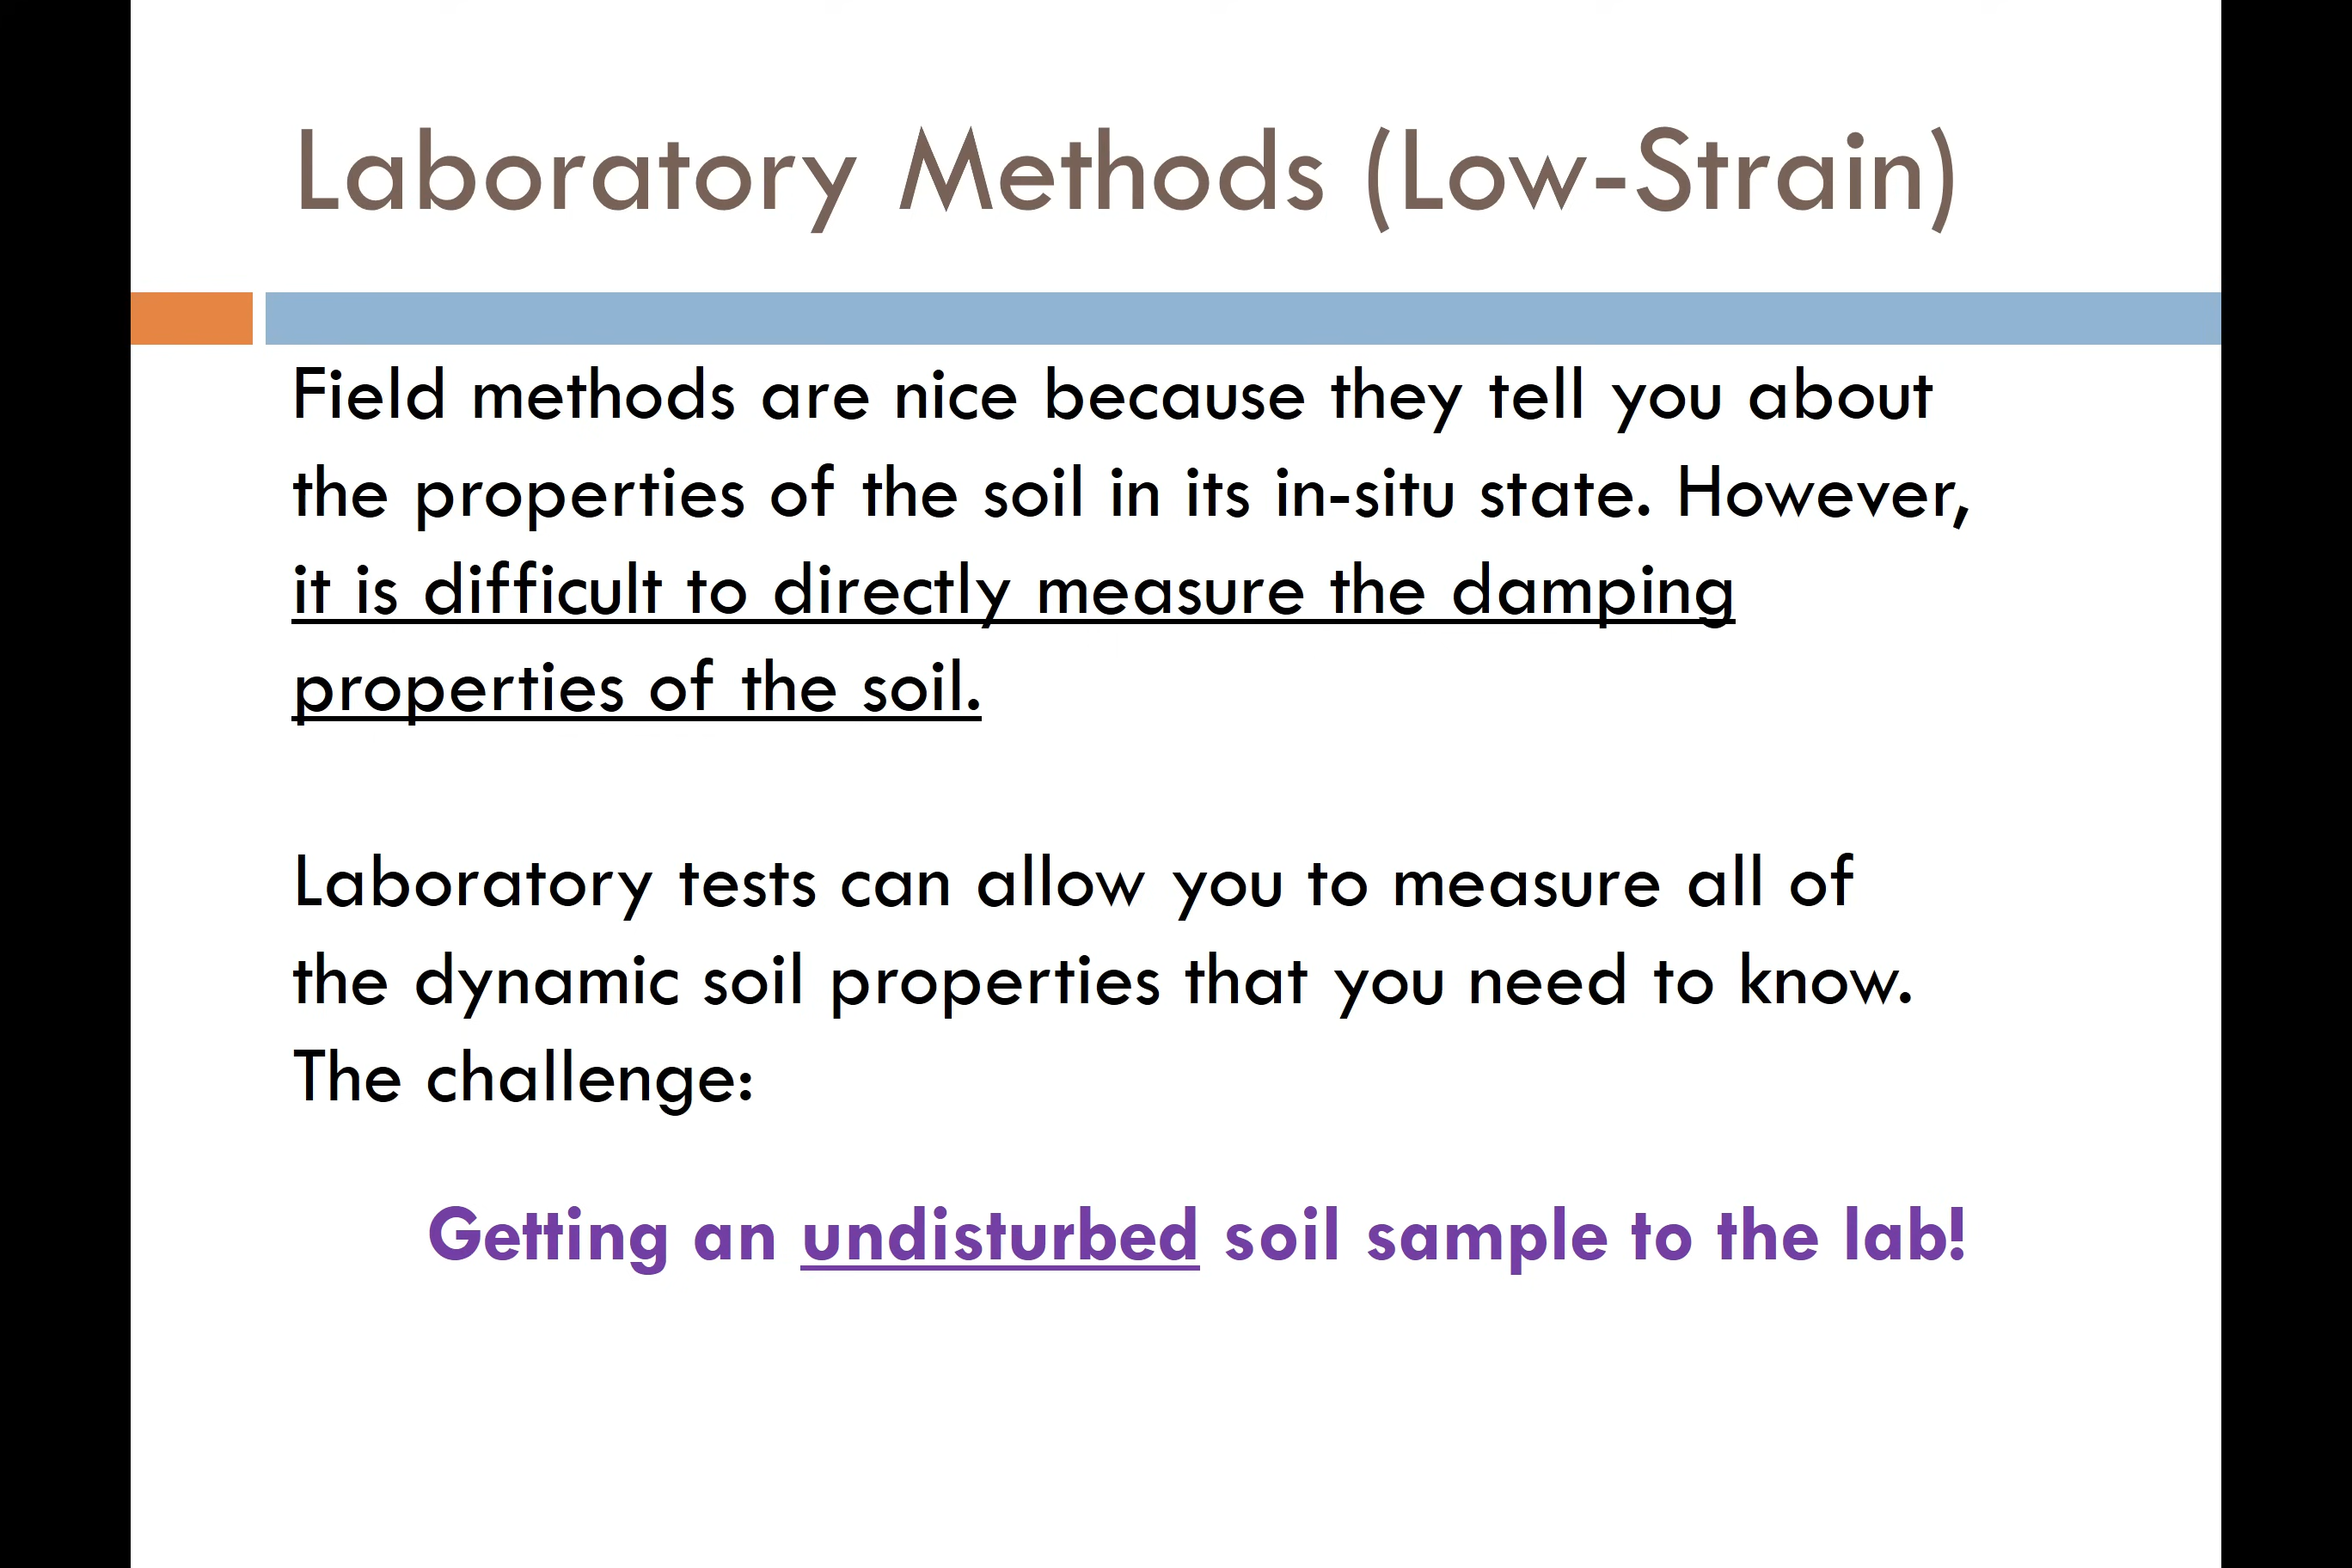 Laboratory Methods (Low-Strain)
Field methods are nice because they tell you about
the properties of the soil in its in-situ state. However,
it is difficult to directly measure the damping
properties of the soil.
Laboratory tests can allow you to measure all of
the dynamic soil properties that you need to know.
The challenge:
Getting an undisturbed soil sample to the lab!